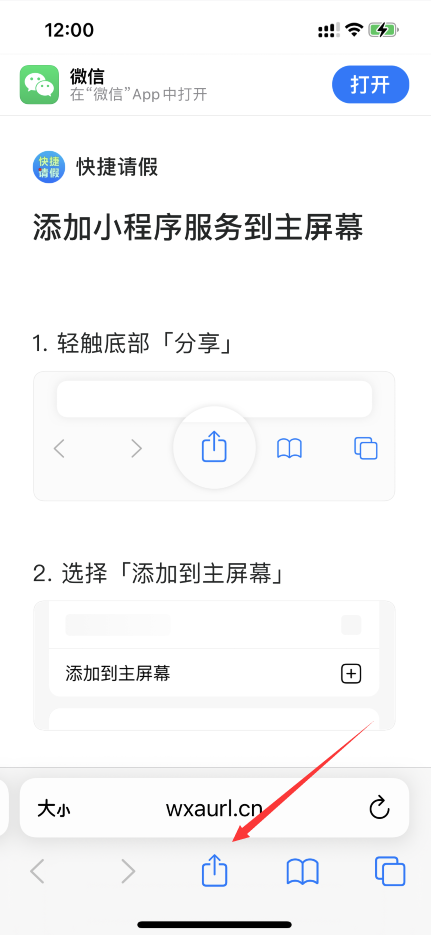 12:00
微信
在“微信”App 中打开
打开
快捷
请假
快捷请假
添加小程序服务到主屏幕
1. 轻触底部「分享」
2. 选择「添加到主屏幕」
添加到主屏幕
大小
wxaurl.cn